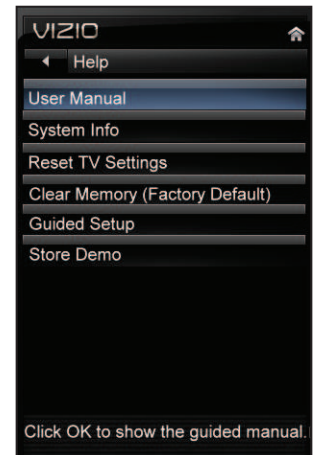 VIZIO
Help
User Manual
System Info
Reset TV Settings
Clear Memory (Factory Default)
Guided Setup
Store Demo
Click OK to show the guided manual.